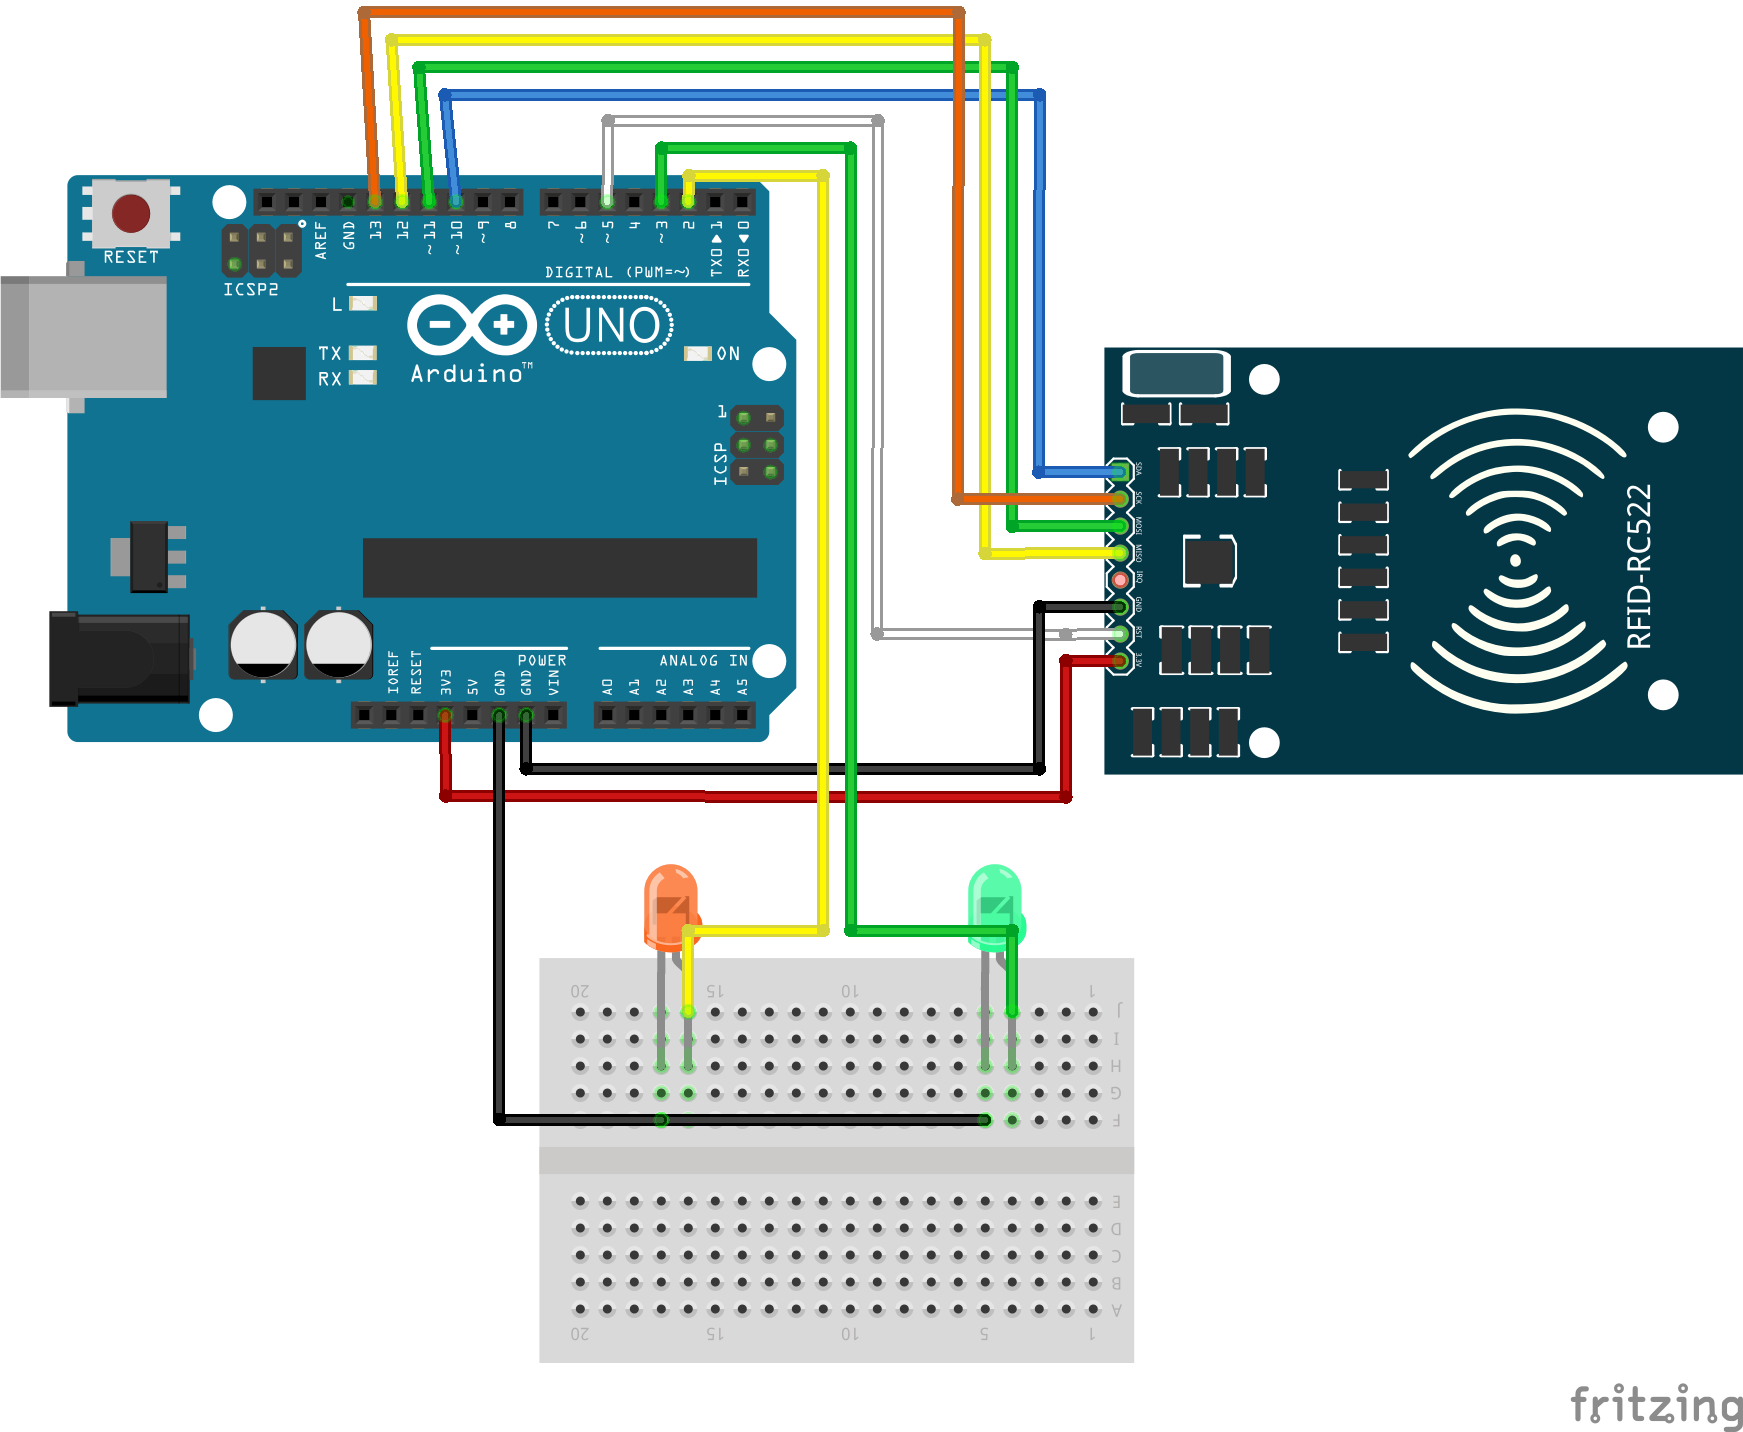 RESET
ICSP2
AREF
GND
13
12
~11
~10
~9
8
7
~6
~5
4
~3
2
TX0▶1
RX0◀0
DIGITAL (PWM=~)
L
TX
RX
UNO
ArduinoTM
ON
1
ICSP
IOREF
RESET
3V3
5V
GND
GND
VIN
POWER
ANALOG IN
A0
A1
A2
A3
A4
A5
SDA
SCK
MOSI
MISO
IRQ
GND
RST
3.3V
RFID-RC522
20
15
10
1
J
I
H
G
F
E
D
C
B
A
20
15
10
5
1
fritzing